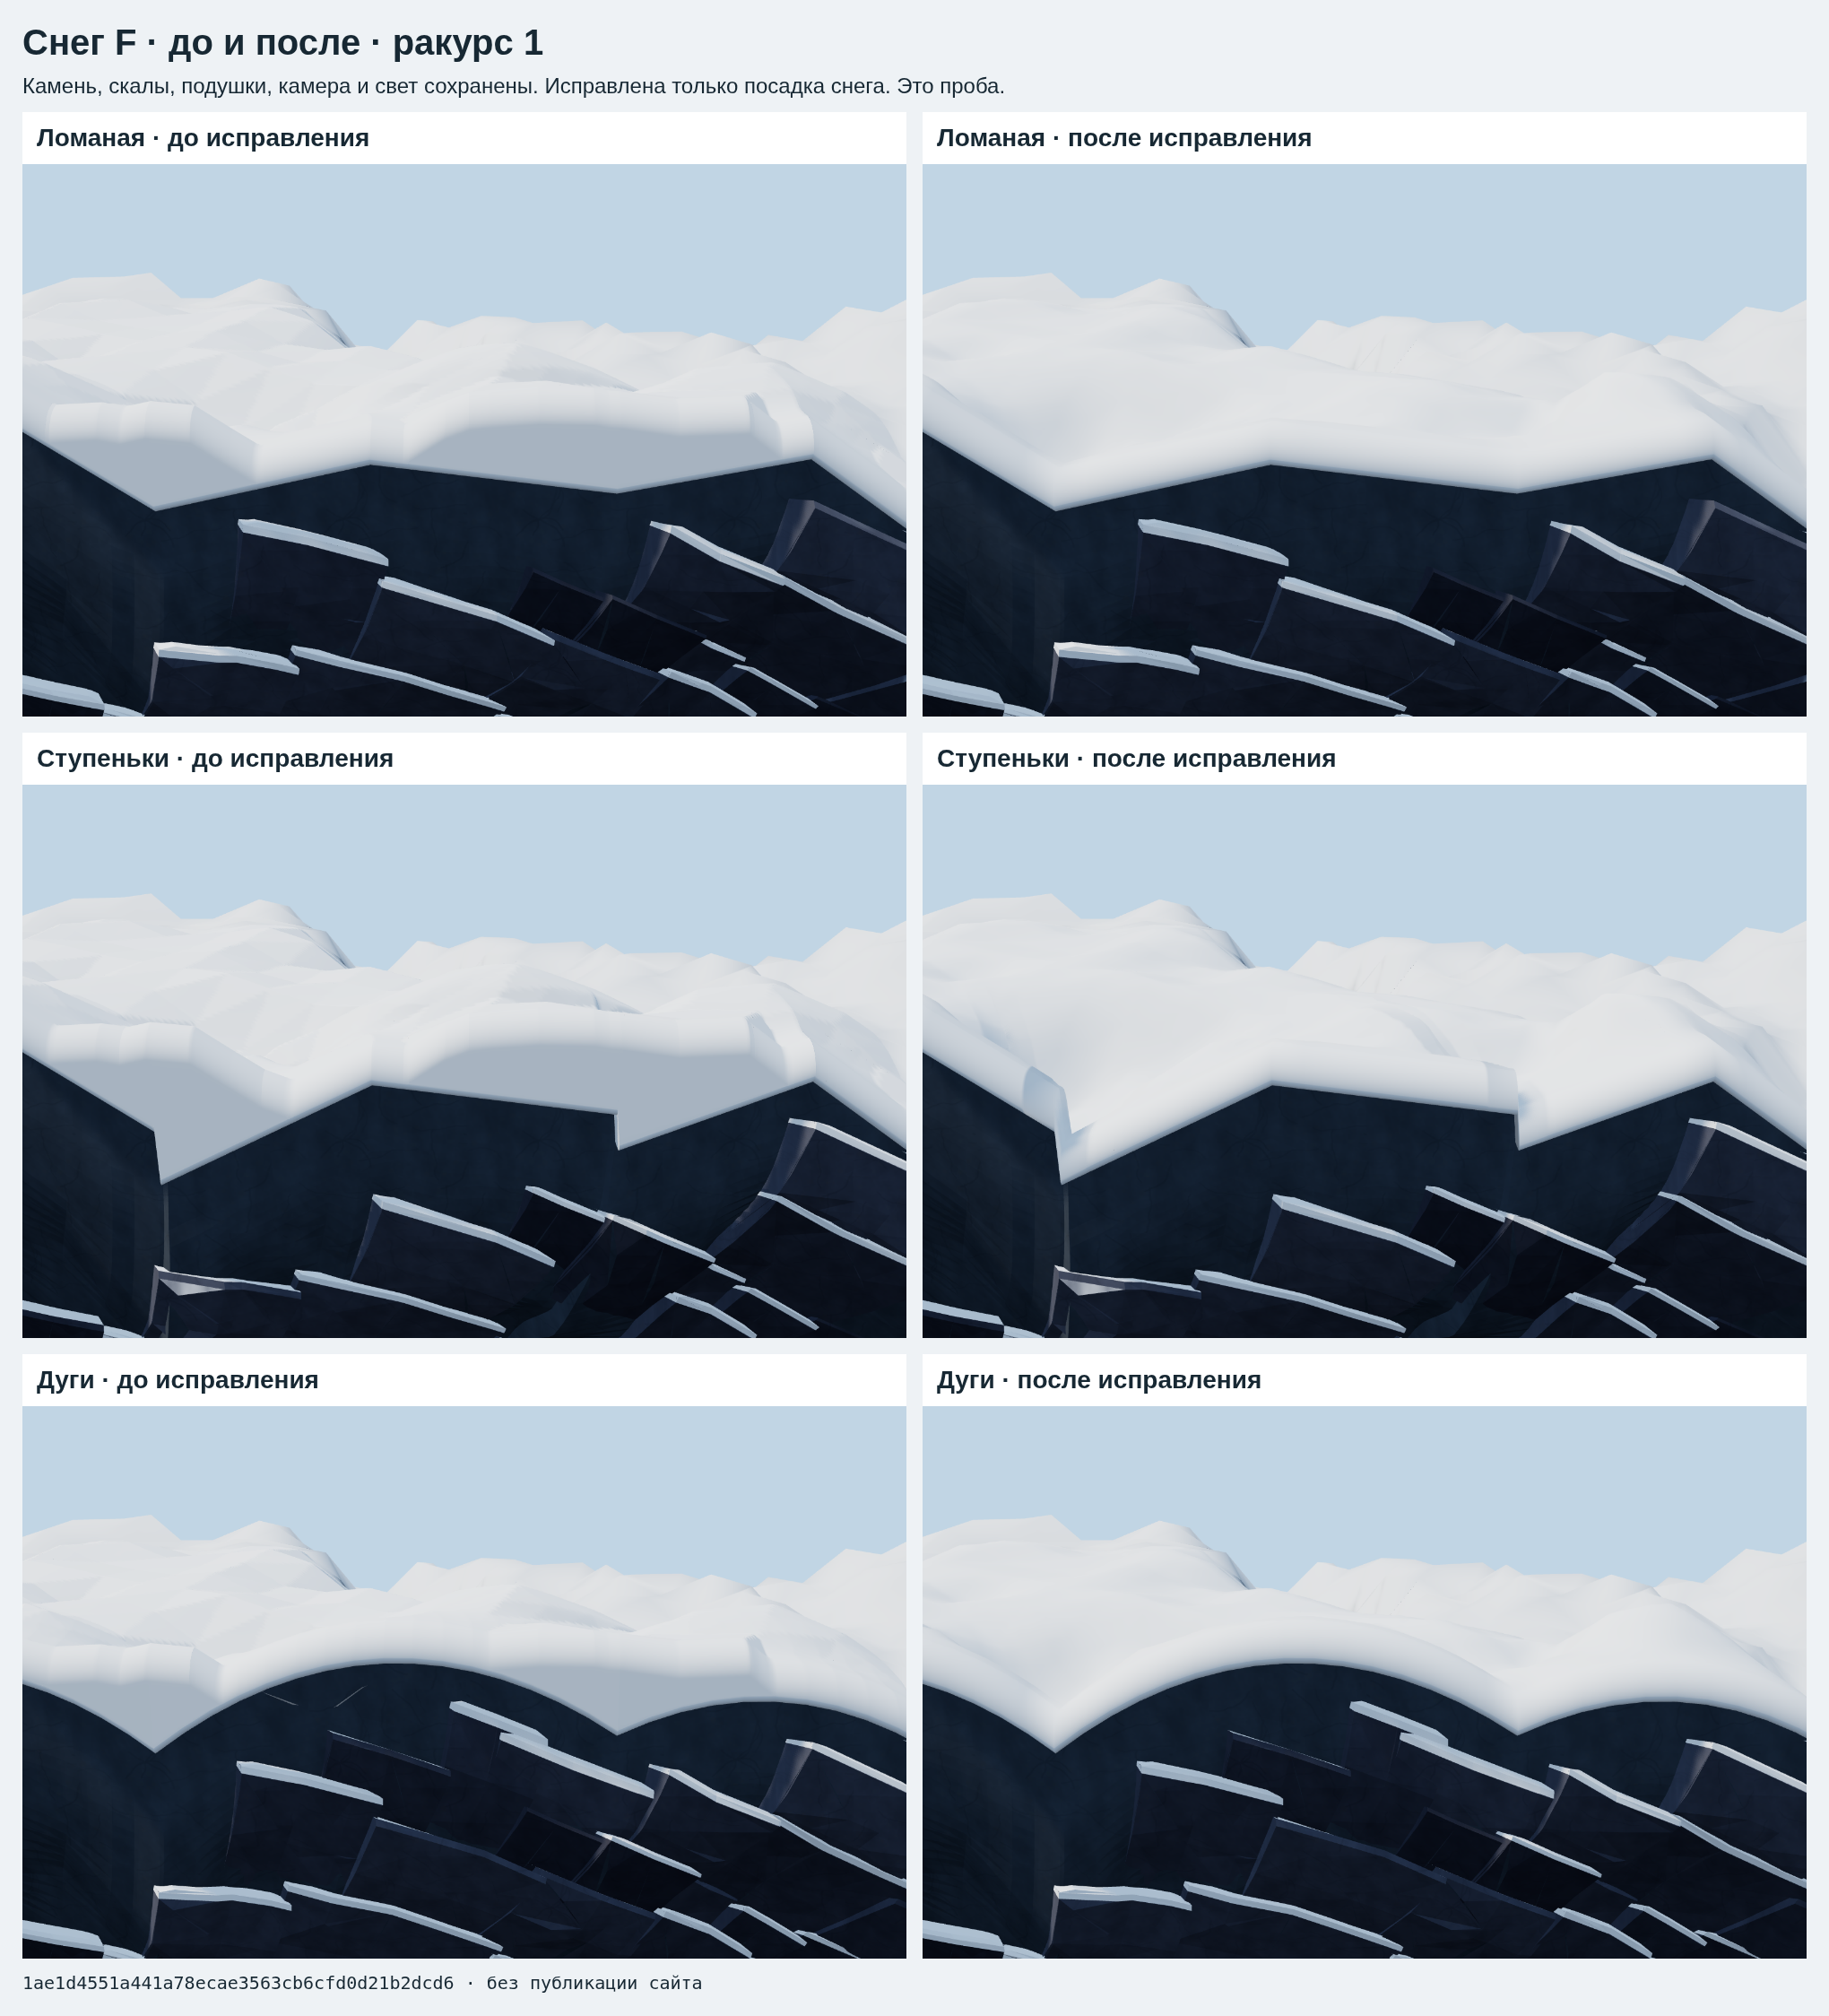 Снег F · до и после · ракурс 1
Камень, скалы, подушки, камера и свет сохранены. Исправлена только посадка снега. Это проба.
Ломаная · до исправления
Ломаная · после исправления
Ступеньки · до исправления
Ступеньки · после исправления
Дуги · до исправления
Дуги · после исправления
1ae1d4551a441a78ecae3563cb6cfd0d21b2dcd6 · без публикации сайта